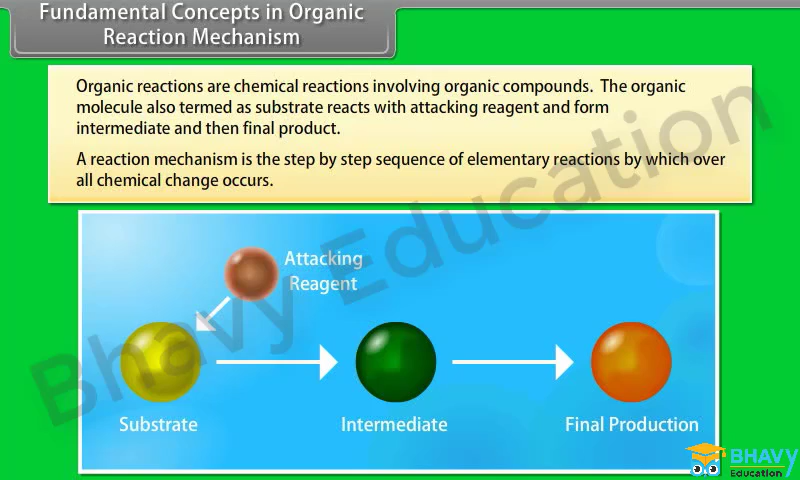 Fundamental Concepts in Organic
Reaction Mechanism
Organic reactions are chemical reactions involving organic compounds. The organic
molecule also termed as substrate reacts with attacking reagent and form
intermediate and then final product.
A reaction mechanism is the step by step sequence of elementary reactions by which over
all chemical change occurs.
Bhavy Education
Attacking
Reagent
Substrate
Intermediate
Final Production
BHAVY
Education